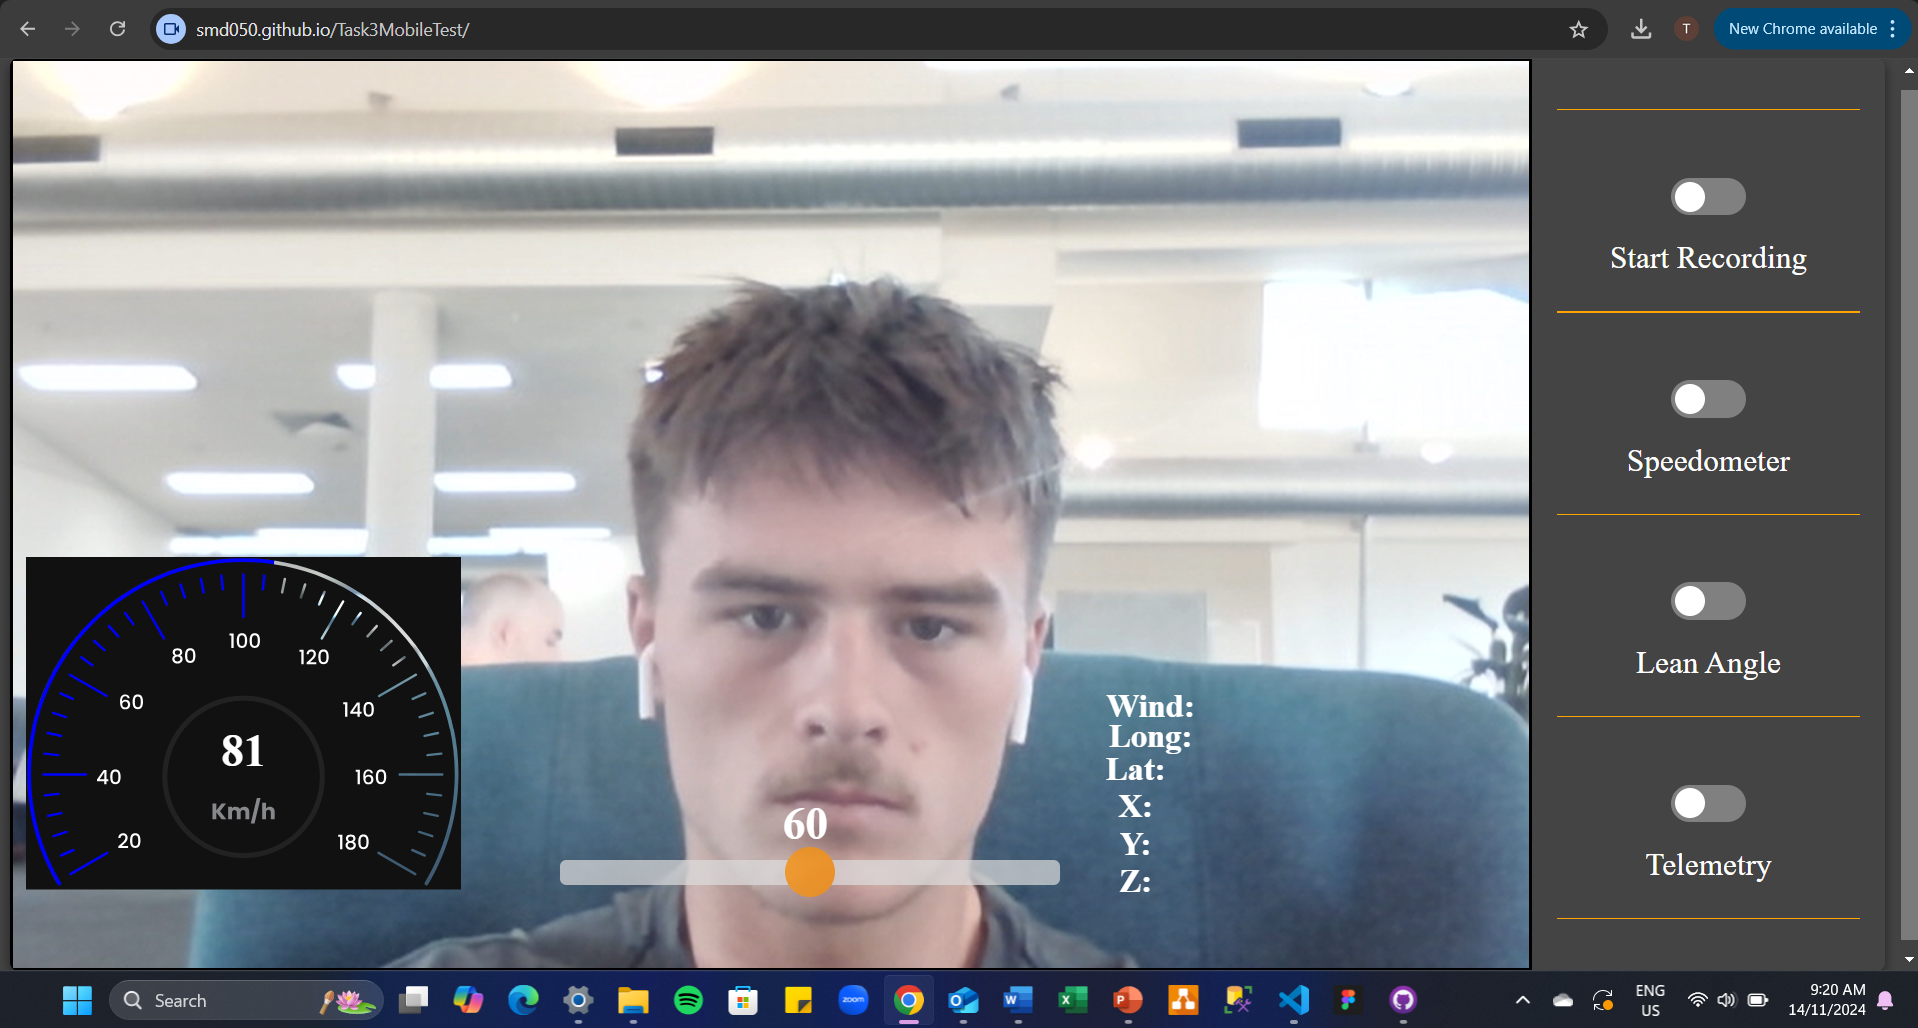 smd050.github.io/Task3MobileTest/
T
New Chrome available
Start Recording
Speedometer
Lean Angle
Telemetry
100
80
120
60
140
81
40
160
Km/h
20
180
60
Wind:
Long:
Lat:
X:
Y:
Z:
Search
zoom
ENG
US
9:20 AM
14/11/2024